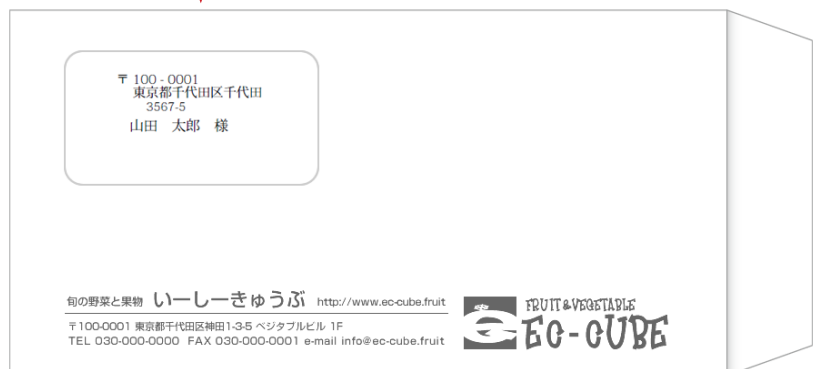 〒 100 - 0001
東京都千代田区千代田
3567-5
山田　太郎　様
旬の野菜と果物 いーしーきゅうぶ http://www.ec-cube.fruit
〒100-0001 東京都千代田区神田1-3-5 ベジタブルビル 1F
TEL 030-000-0000 FAX 030-000-0001 e-mail info@ec-cube.fruit
FRUIT&VEGETABLE
EC-CUBE